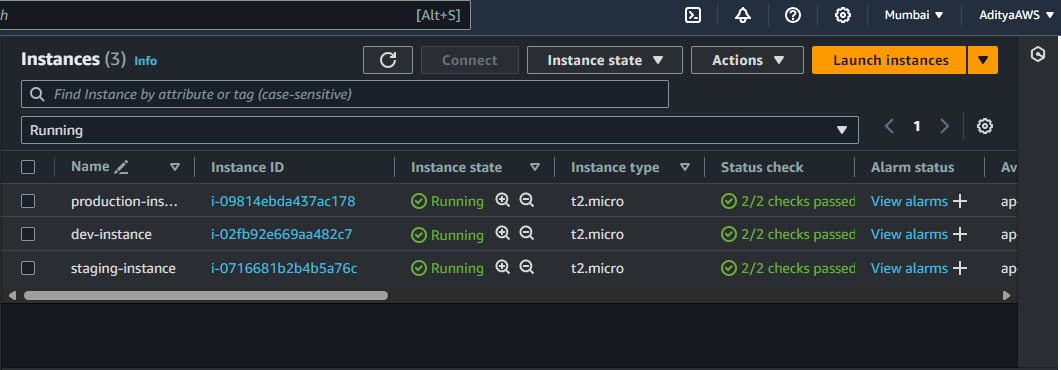 [Alt+S] Mumbai AdityaAWS
Instances (3) Info Connect Instance state Actions Launch instances
Find Instance by attribute or tag (case-sensitive)
Running 1
Name Instance ID Instance state Instance type Status check Alarm status Av
production-ins... i-09814ebda437ac178 Running t2.micro 2/2 checks passed View alarms ap-
dev-instance i-02fb92e669aa482c7 Running t2.micro 2/2 checks passed View alarms ap-
staging-instance i-0716681b2b4b5a76c Running t2.micro 2/2 checks passed View alarms ap-